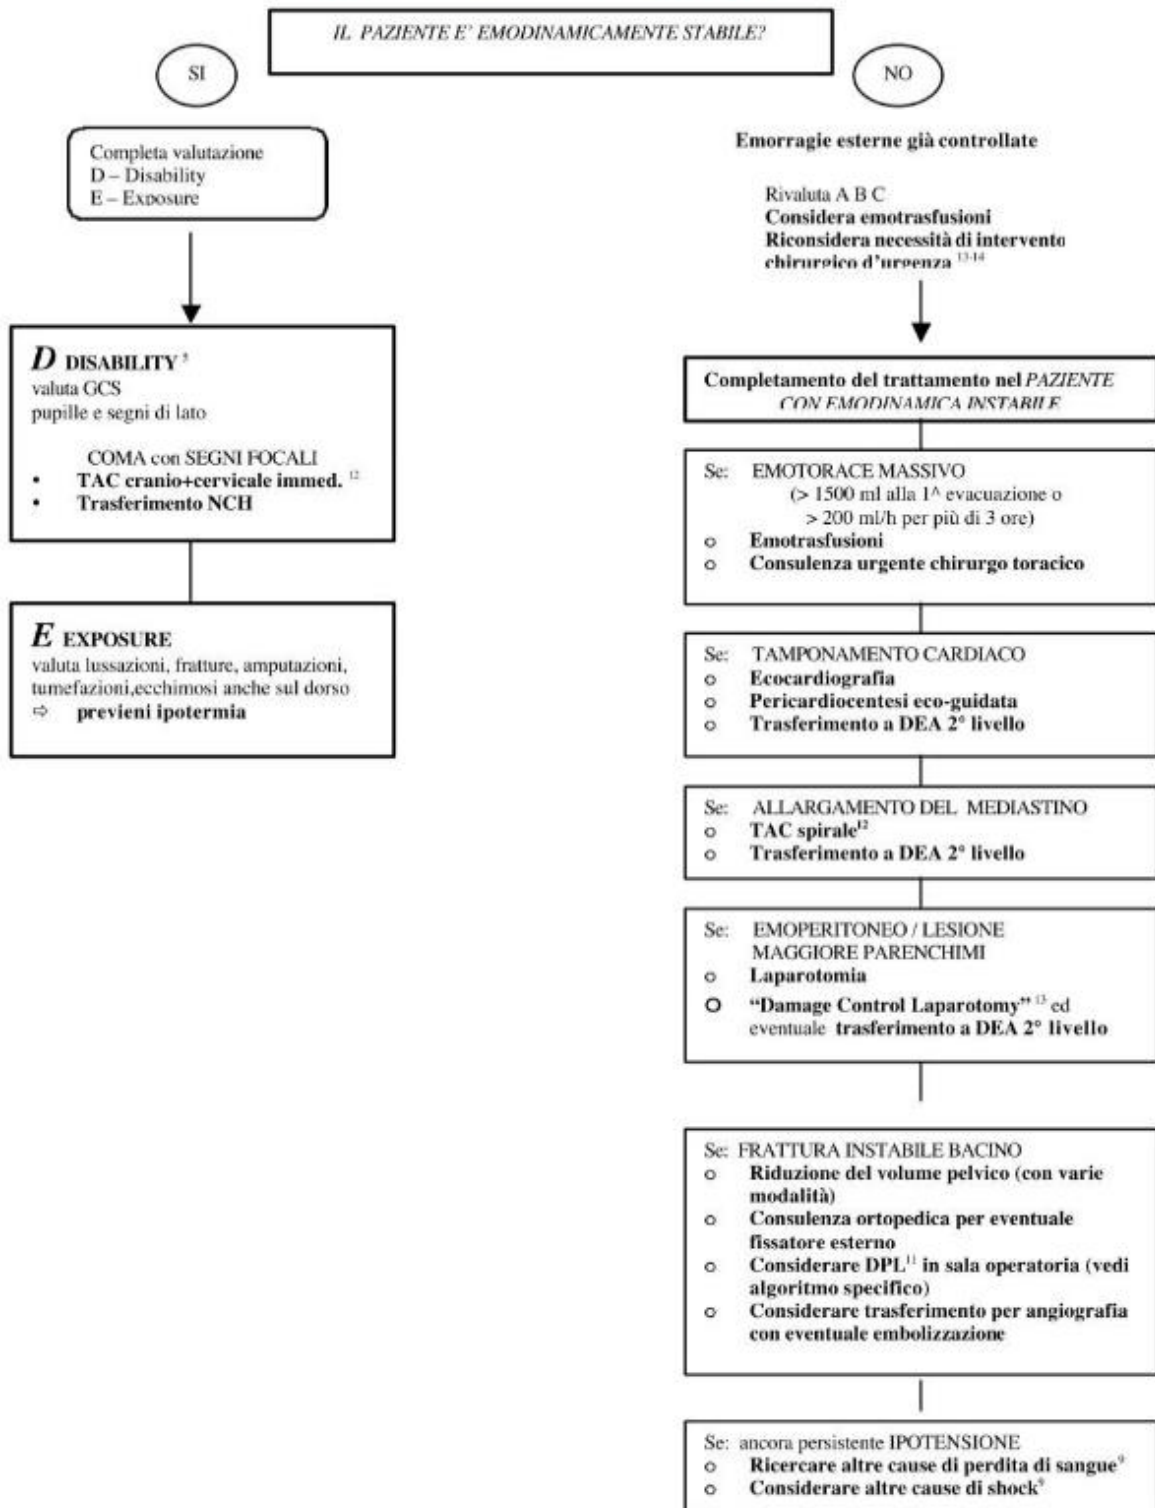 IL PAZIENTE E' EMODINAMICAMENTE STABILE?
SI
NO
Completa valutazione
D – Disability
E – Exposure
D DISABILITY 5
valuta GCS
pupille e segni di lato
COMA con SEGNI FOCALI
• TAC cranio+cervicale immed. 12
• Trasferimento NCH
E EXPOSURE
valuta lussazioni, fratture, amputazioni,
tumefazioni,ecchimosi anche sul dorso
⇨ previeni ipotermia
Emorragie esterne già controllate
Rivaluta A B C
Considera emotrasfusioni
Riconsidera necessità di intervento
chirurgico d'urgenza 13-14
Completamento del trattamento nel PAZIENTE
CON EMODINAMICA INSTABILE
Se: EMOTORACE MASSIVO
(> 1500 ml alla 1^ evacuazione o
> 200 ml/h per più di 3 ore)
o Emotrasfusioni
o Consulenza urgente chirurgo toracico
Se: TAMPONAMENTO CARDIACO
o Ecocardiografia
o Pericardiocentesi eco-guidata
o Trasferimento a DEA 2° livello
Se: ALLARGAMENTO DEL MEDIASTINO
o TAC spirale12
o Trasferimento a DEA 2° livello
Se: EMOPERITONEO / LESIONE
MAGGIORE PARENCHIMI
o Laparotomia
o “Damage Control Laparotomy” 13 ed
eventuale trasferimento a DEA 2° livello
Se: FRATTURA INSTABILE BACINO
o Riduzione del volume pelvico (con varie
modalità)
o Consulenza ortopedica per eventuale
fissatore esterno
o Considerare DPL11 in sala operatoria (vedi
algoritmo specifico)
o Considerare trasferimento per angiografia
con eventuale embolizzazione
Se: ancora persistente IPOTENSIONE
o Ricercare altre cause di perdita di sangue9
o Considerare altre cause di shock9